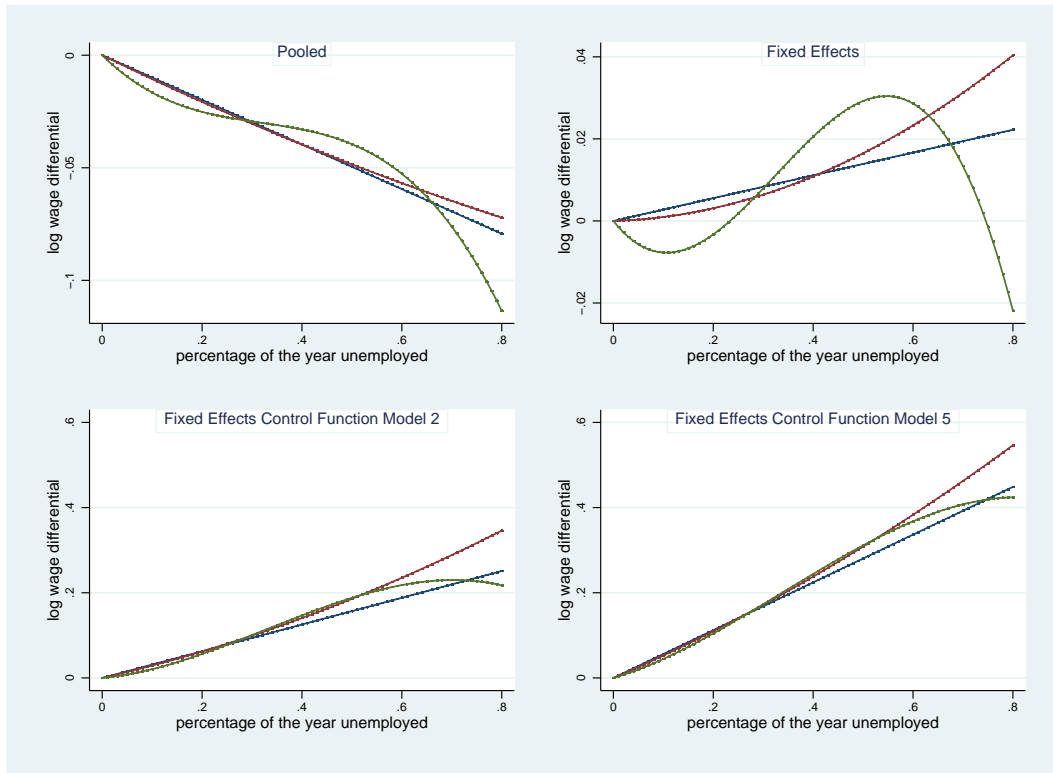 Pooled
0
−.05
−.1
log wage differential
0 .2 .4 .6 .8
percentage of the year unemployed
Fixed Effects
.04
.02
0
−.02
log wage differential
0 .2 .4 .6 .8
percentage of the year unemployed
Fixed Effects Control Function Model 2
.6
.4
.2
0
log wage differential
0 .2 .4 .6 .8
percentage of the year unemployed
Fixed Effects Control Function Model 5
.6
.4
.2
0
log wage differential
0 .2 .4 .6 .8
percentage of the year unemployed